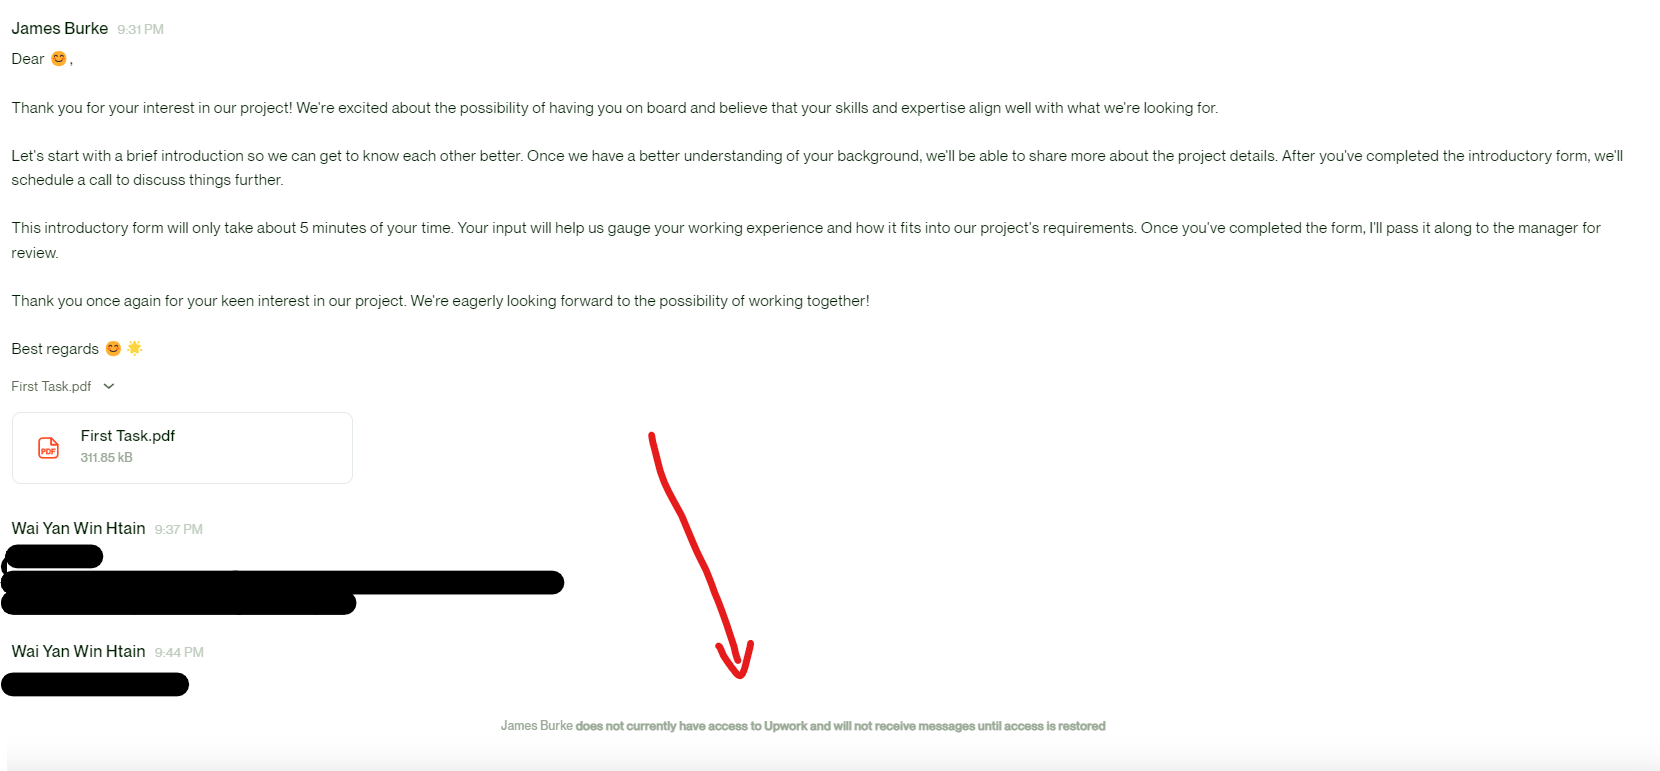 James Burke 9:31 PM
Dear 😊,
Thank you for your interest in our project! We're excited about the possibility of having you on board and believe that your skills and expertise align well with what we're looking for.
Let's start with a brief introduction so we can get to know each other better. Once we have a better understanding of your background, we'll be able to share more about the project details. After you've completed the introductory form, we'll
schedule a call to discuss things further.
This introductory form will only take about 5 minutes of your time. Your input will help us gauge your working experience and how it fits into our project's requirements. Once you've completed the form, I'll pass it along to the manager for
review.
Thank you once again for your keen interest in our project. We're eagerly looking forward to the possibility of working together!
Best regards 😊 🌟
First Task.pdf
PDF
First Task.pdf
311.85 kB
Wai Yan Win Htain 9:37 PM
Wai Yan Win Htain 9:44 PM
James Burke does not currently have access to Upwork and will not receive messages until access is restored